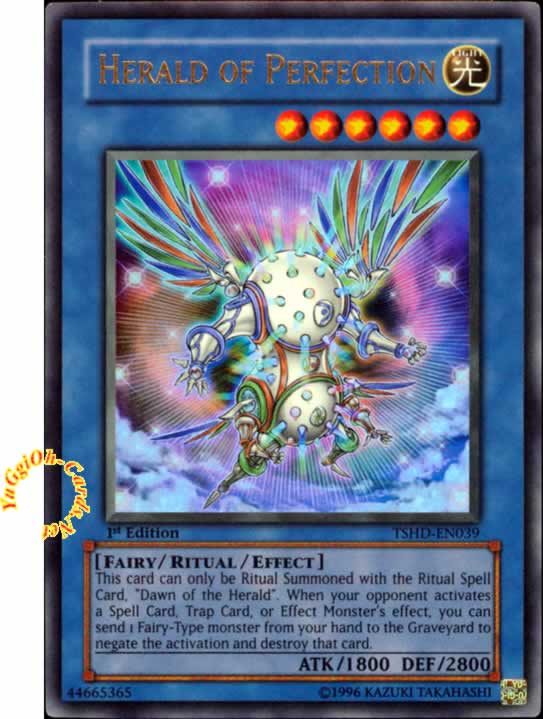 HERALD OF PERFECTION
LIGHT
光
1st Edition
TSHD-EN039
[FAIRY/RITUAL/EFFECT]
This card can only be Ritual Summoned with the Ritual Spell
Card, "Dawn of the Herald". When your opponent activates
a Spell Card, Trap Card, or Effect Monster's effect, you can
send 1 Fairy-Type monster from your hand to the Graveyard to
negate the activation and destroy that card.
ATK/1800 DEF/2800
44665365
©1996 KAZUKI TAKAHASHI
YuGgiOh-Cards.Net